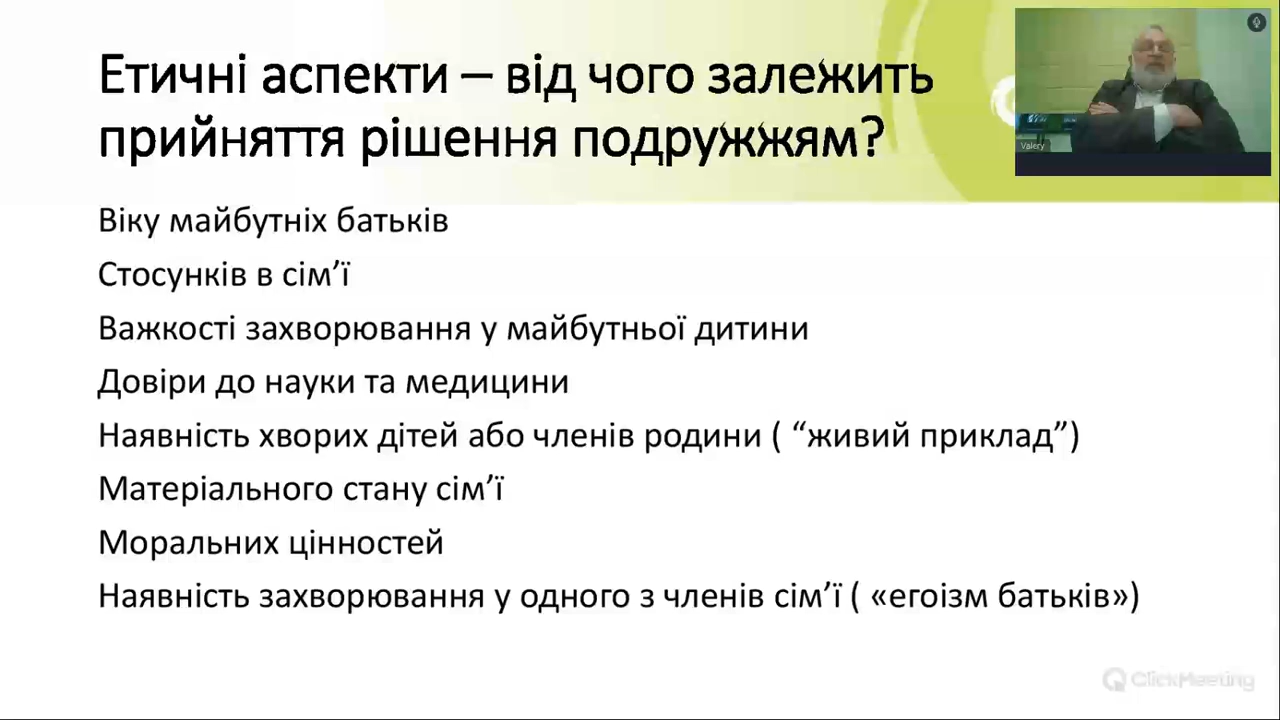 Етичні аспекти – від чого залежить
прийняття рішення подружжям?
Valery
Віку майбутніх батьків
Стосунків в сім’ї
Важкості захворювання у майбутньої дитини
Довіри до науки та медицини
Наявність хворих дітей або членів родини ( “живий приклад”)
Матеріального стану сім’ї
Моральних цінностей
Наявність захворювання у одного з членів сім’ї ( «егоїзм батьків»)
ClickMeeting